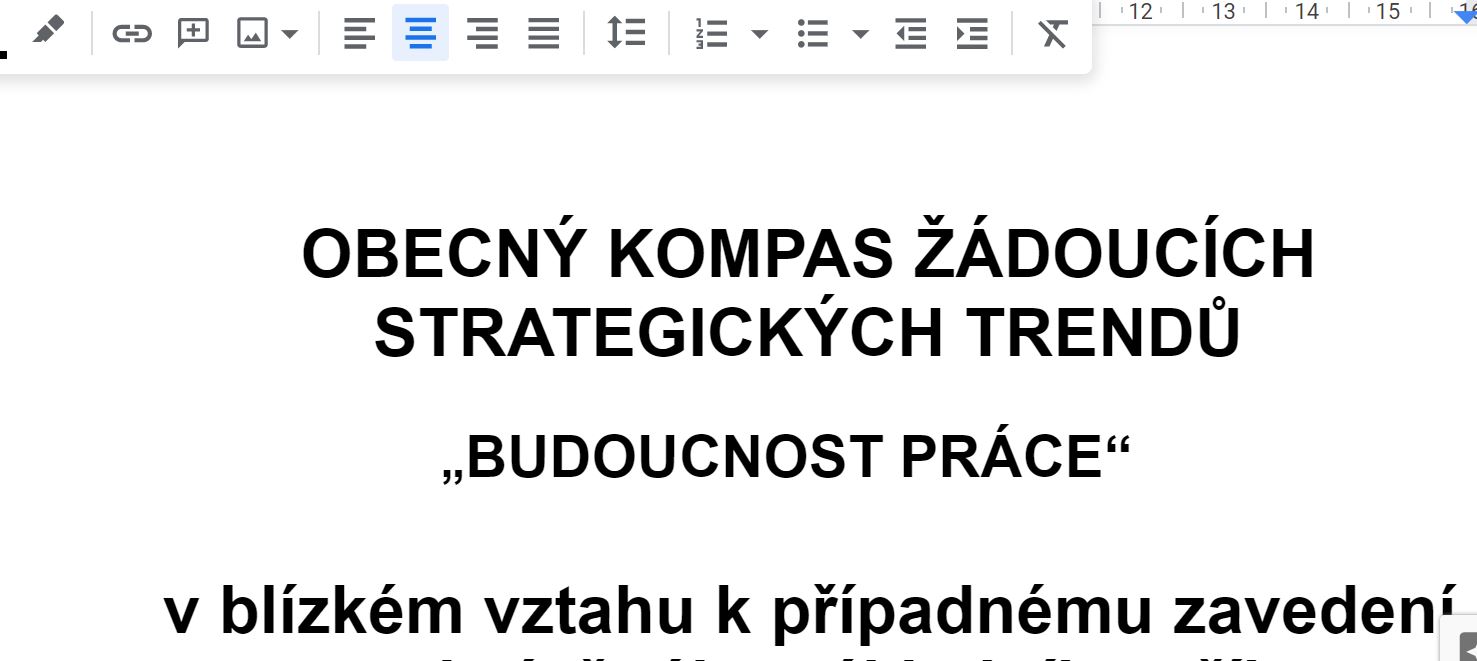 12 13 14 15
OBECNÝ KOMPAS ŽÁDOUCÍCH
STRATEGICKÝCH TRENDŮ
„BUDOUCNOST PRÁCE“
v blízkém vztahu k případnému zavedení